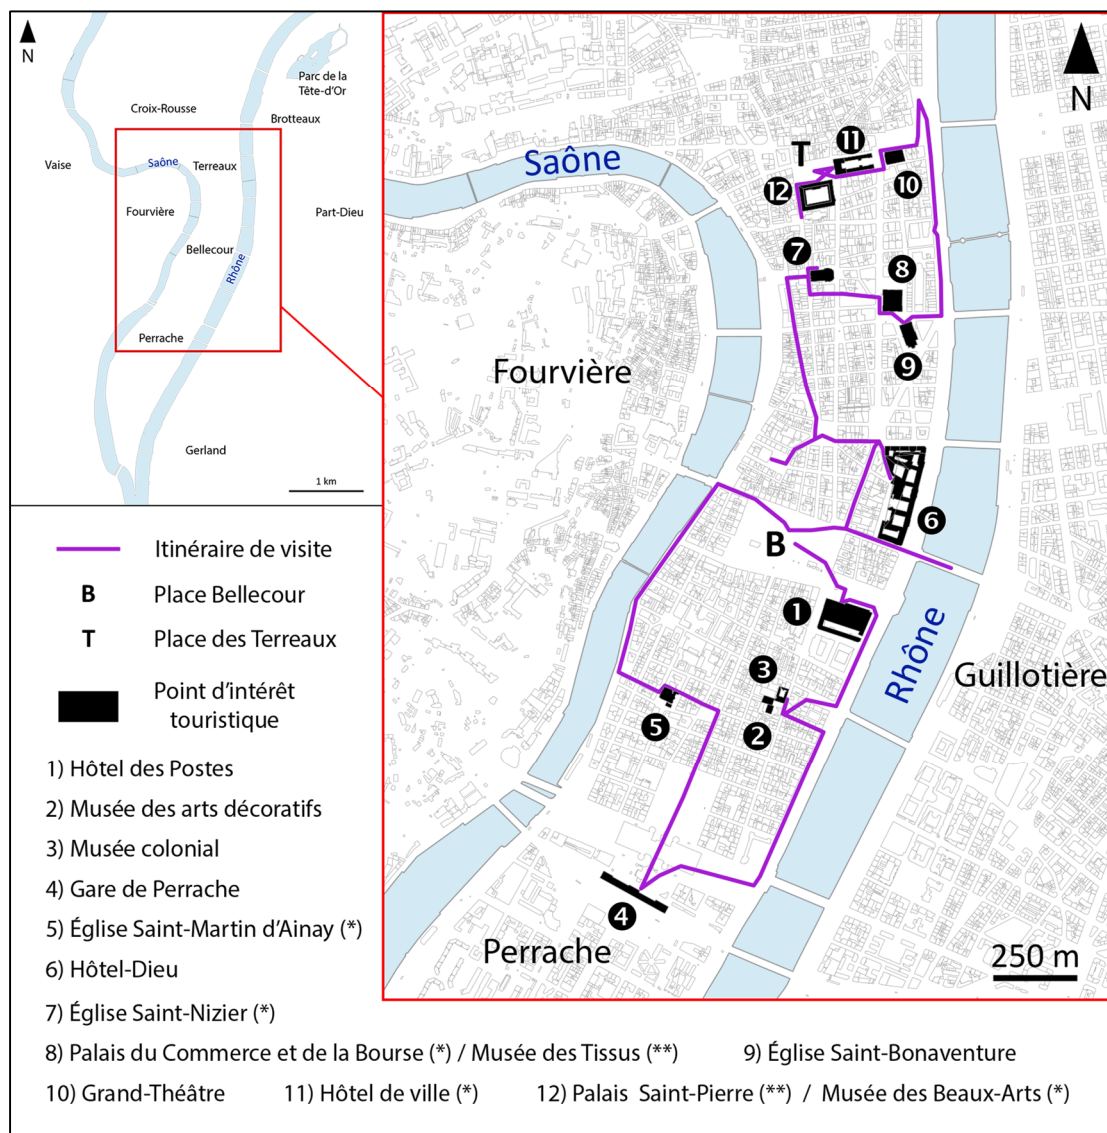 N
Parc de la
Tête-d'Or
Croix-Rousse
Brotteaux
Vaise
Saône
Terreaux
Fourvière
Part-Dieu
Bellecour
Rhône
Perrache
Gerland
1 km
N
Saône
T
11
10
12
7
8
9
Fourvière
6
B
1
Rhône
3
Guillotière
5
2
4
Perrache
250 m
Itinéraire de visite
B Place Bellecour
T Place des Terreaux
Point d'intérêt
touristique
1) Hôtel des Postes
2) Musée des arts décoratifs
3) Musée colonial
4) Gare de Perrache
5) Église Saint-Martin d'Ainay (*)
6) Hôtel-Dieu
7) Église Saint-Nizier (*)
8) Palais du Commerce et de la Bourse (*) / Musée des Tissus (**) 9) Église Saint-Bonaventure
10) Grand-Théâtre 11) Hôtel de ville (*) 12) Palais Saint-Pierre (**) / Musée des Beaux-Arts (*)